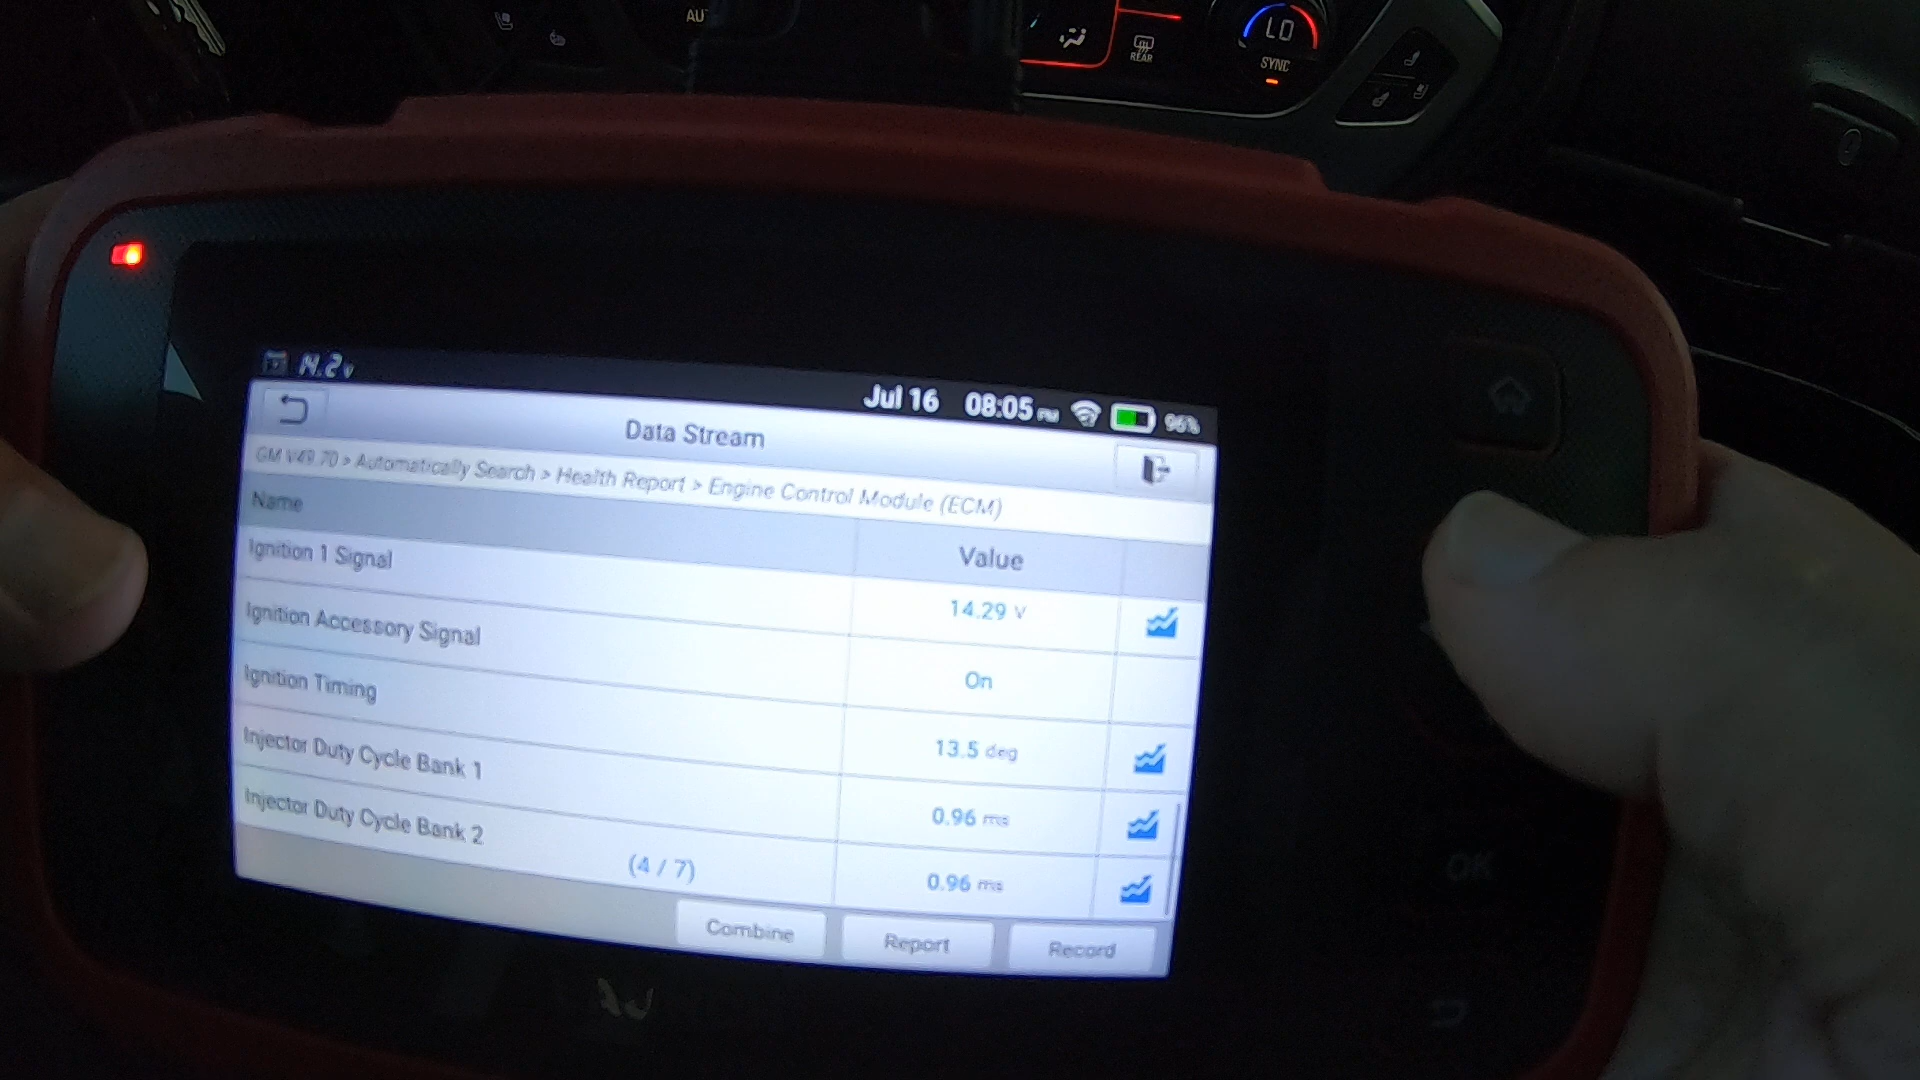 AU
LO
REAR
SYNC
14.2v
Jul 16 08:05 PM 96%
Data Stream
GM V49.70 > Automatically Search > Health Report > Engine Control Module (ECM)
Name Value
Ignition 1 Signal 14.29 V
Ignition Accessory Signal On
Ignition Timing 13.5 deg
Injector Duty Cycle Bank 1 0.96 ms
Injector Duty Cycle Bank 2 0.96 ms
(4 / 7)
Combine Report Record
OK